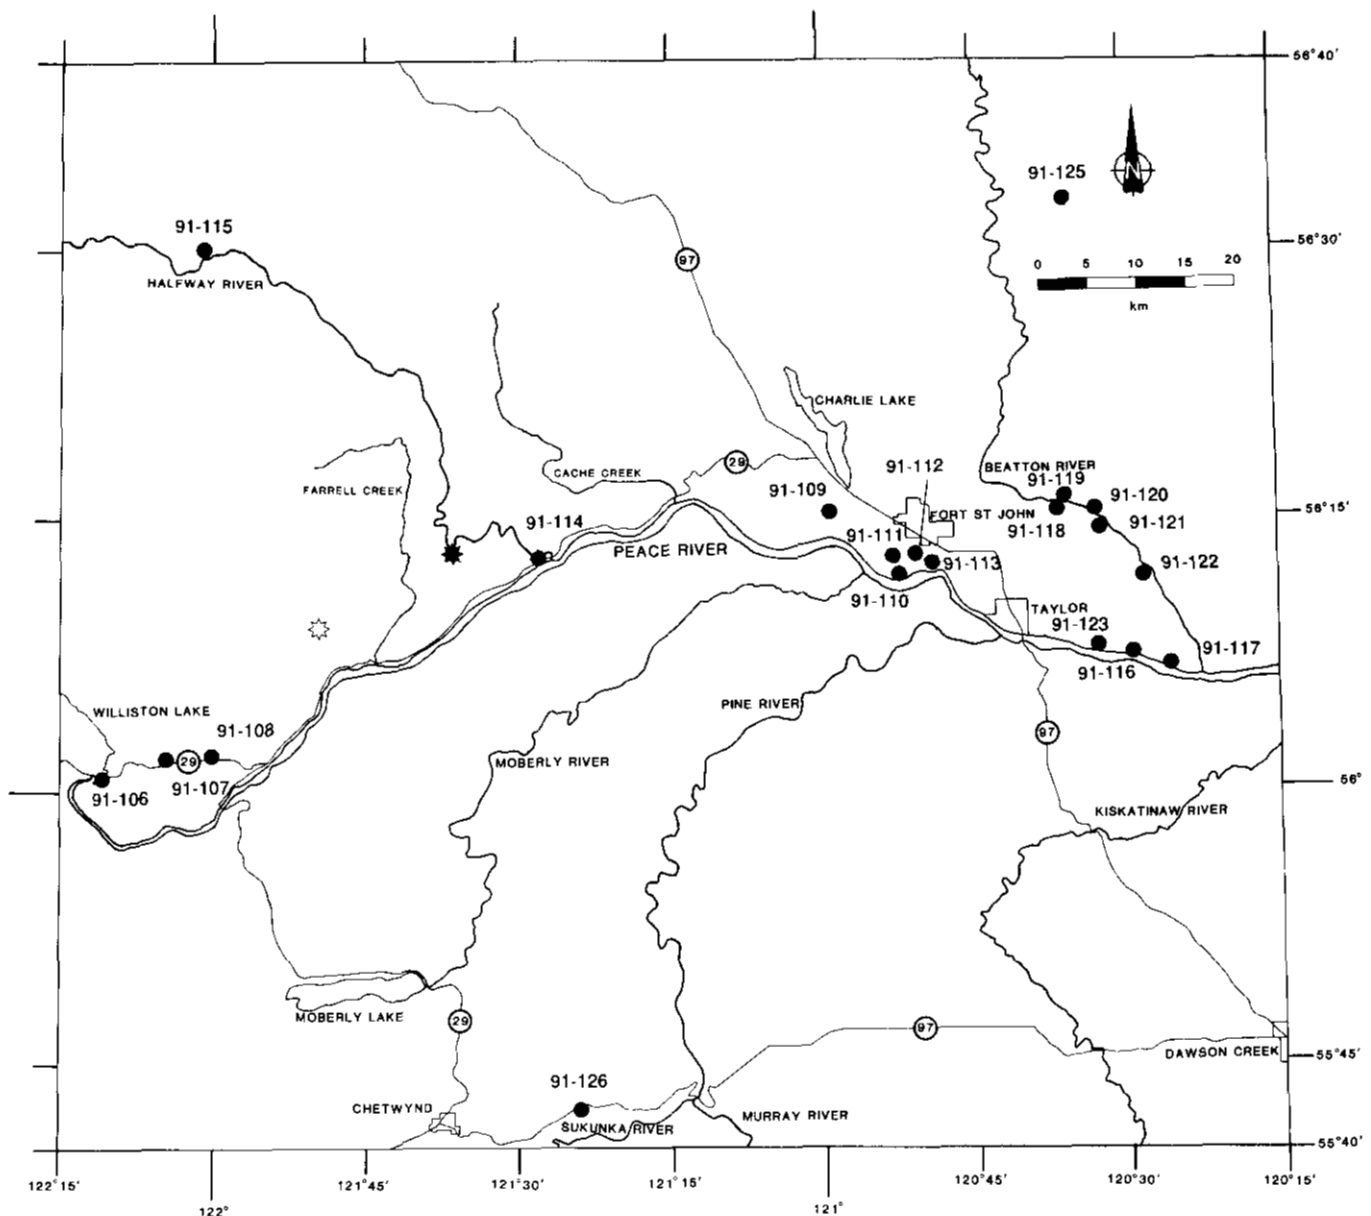 56°40'
91-125
N
91-115
97
56°30'
0 5 10 15 20
km
HALFWAY RIVER
CHARLIE LAKE
91-112
29
BEATTON RIVER
CACHE CREEK
91-119
FARRELL CREEK
91-109
91-120
56°15'
91-114
FORT ST JOHN
91-118
91-121
91-111
PEACE RIVER
91-113
91-122
91-110
TAYLOR
91-123
91-117
91-116
PINE RIVER
WILLISTON LAKE
91-108
97
MOBERLY RIVER
29
56°
91-106
91-107
KISKATINAW RIVER
MOBERLY LAKE
29
97
DAWSON CREEK
55°45'
91-126
CHETWYND
MURRAY RIVER
SUKUNKA RIVER
55°40'
122°15'
121°45'
121°30'
121°15'
120°45'
120°30'
120°15'
122°
121°